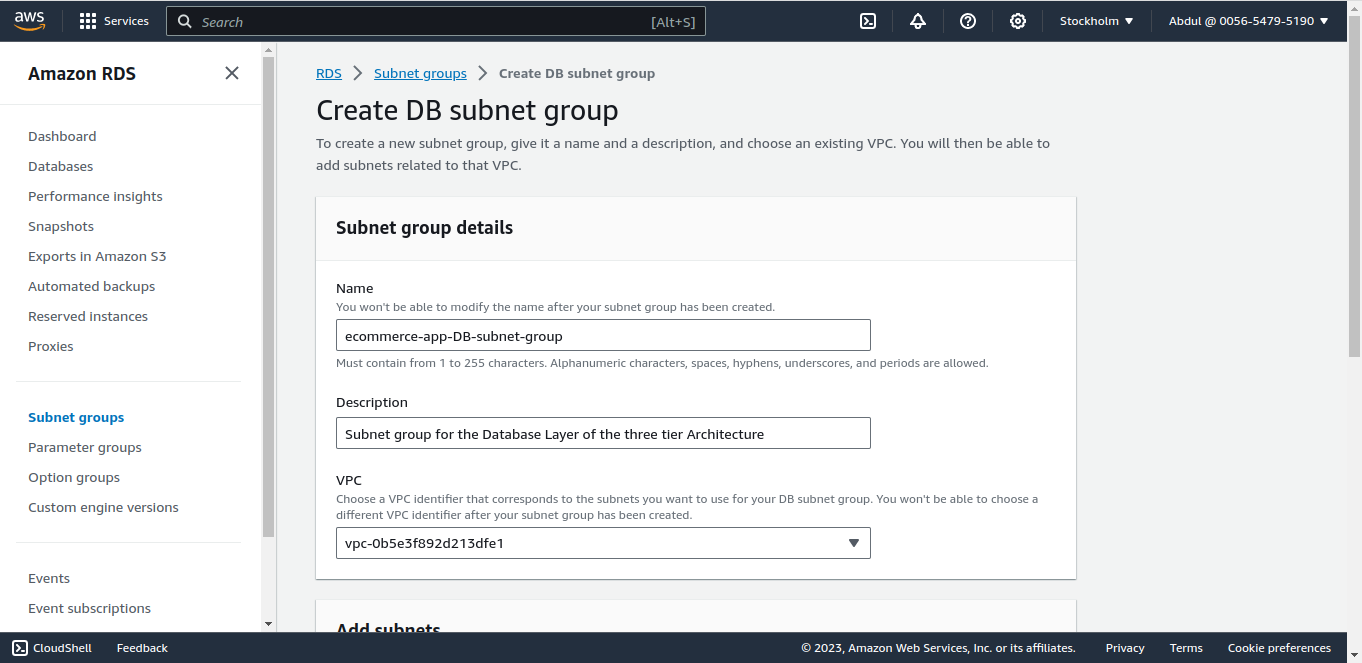 aws
Services
Search
[Alt+S]
Stockholm
Abdul @ 0056-5479-5190
Amazon RDS
Dashboard
Databases
Performance insights
Snapshots
Exports in Amazon S3
Automated backups
Reserved instances
Proxies
Subnet groups
Parameter groups
Option groups
Custom engine versions
Events
Event subscriptions
RDS
Subnet groups
Create DB subnet group
Create DB subnet group
To create a new subnet group, give it a name and a description, and choose an existing VPC. You will then be able to
add subnets related to that VPC.
Subnet group details
Name
You won't be able to modify the name after your subnet group has been created.
ecommerce-app-DB-subnet-group
Must contain from 1 to 255 characters. Alphanumeric characters, spaces, hyphens, underscores, and periods are allowed.
Description
Subnet group for the Database Layer of the three tier Architecture
VPC
Choose a VPC identifier that corresponds to the subnets you want to use for your DB subnet group. You won't be able to choose a
different VPC identifier after your subnet group has been created.
vpc-0b5e3f892d213dfe1
Add subnets
CloudShell
Feedback
© 2023, Amazon Web Services, Inc. or its affiliates.
Privacy
Terms
Cookie preferences